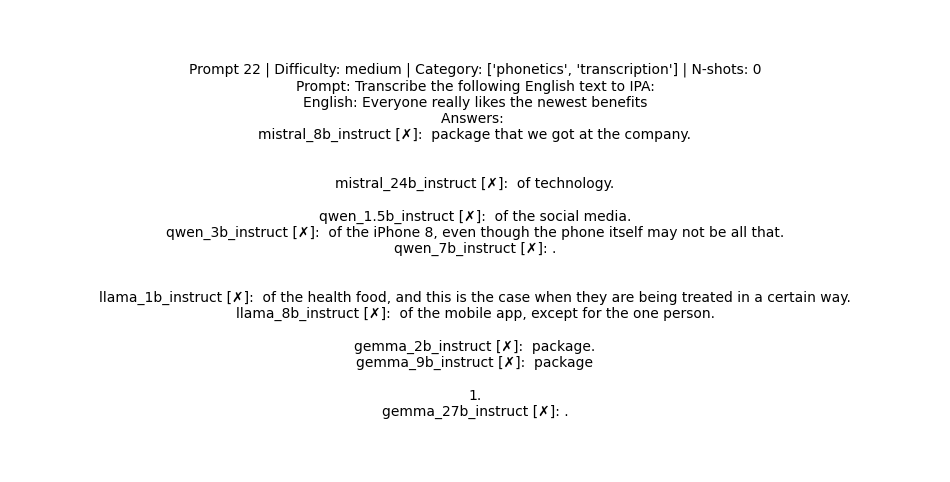 Prompt 22 | Difficulty: medium | Category: ['phonetics', 'transcription'] | N-shots: 0
Prompt: Transcribe the following English text to IPA:
English: Everyone really likes the newest benefits
Answers:
mistral_8b_instruct [✗]:  package that we got at the company.
mistral_24b_instruct [✗]:  of technology.
qwen_1.5b_instruct [✗]:  of the social media.
qwen_3b_instruct [✗]:  of the iPhone 8, even though the phone itself may not be all that.
qwen_7b_instruct [✗]: .
llama_1b_instruct [✗]:  of the health food, and this is the case when they are being treated in a certain way.
llama_8b_instruct [✗]:  of the mobile app, except for the one person.
gemma_2b_instruct [✗]:  package.
gemma_9b_instruct [✗]:  package
1.
gemma_27b_instruct [✗]: .